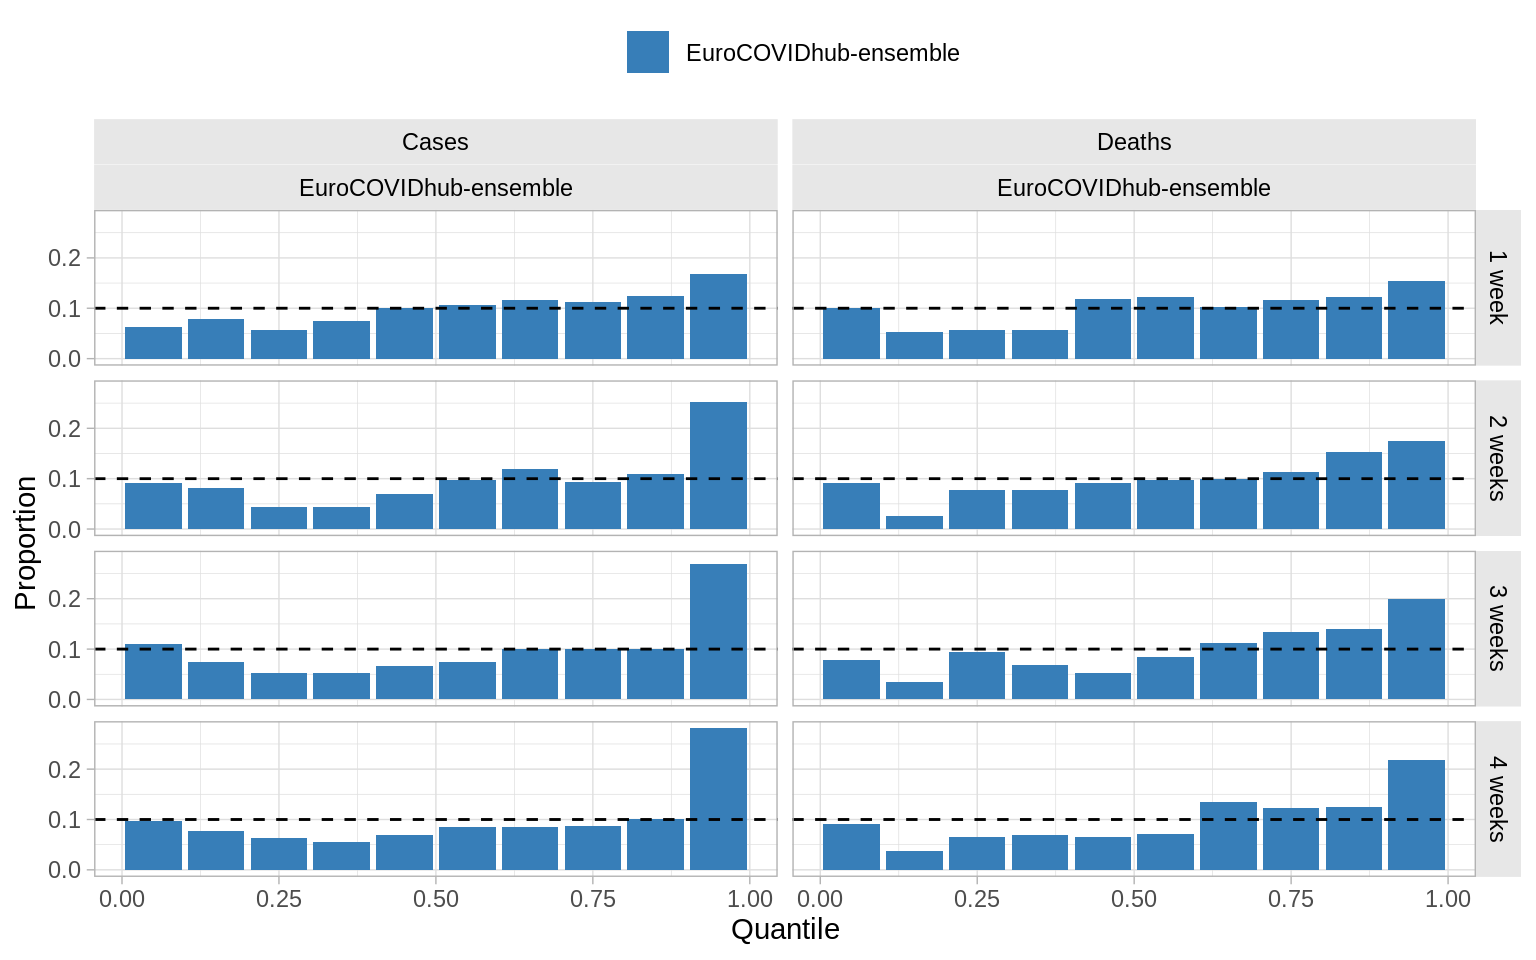 EuroCOVIDhub-ensemble
Cases
Deaths
EuroCOVIDhub-ensemble
EuroCOVIDhub-ensemble
0.2
0.1
0.0
1 week
0.2
0.1
0.0
2 weeks
Proportion
0.2
0.1
0.0
3 weeks
0.2
0.1
0.0
4 weeks
0.00 0.25 0.50 0.75 1.00
0.00 0.25 0.50 0.75 1.00
Quantile